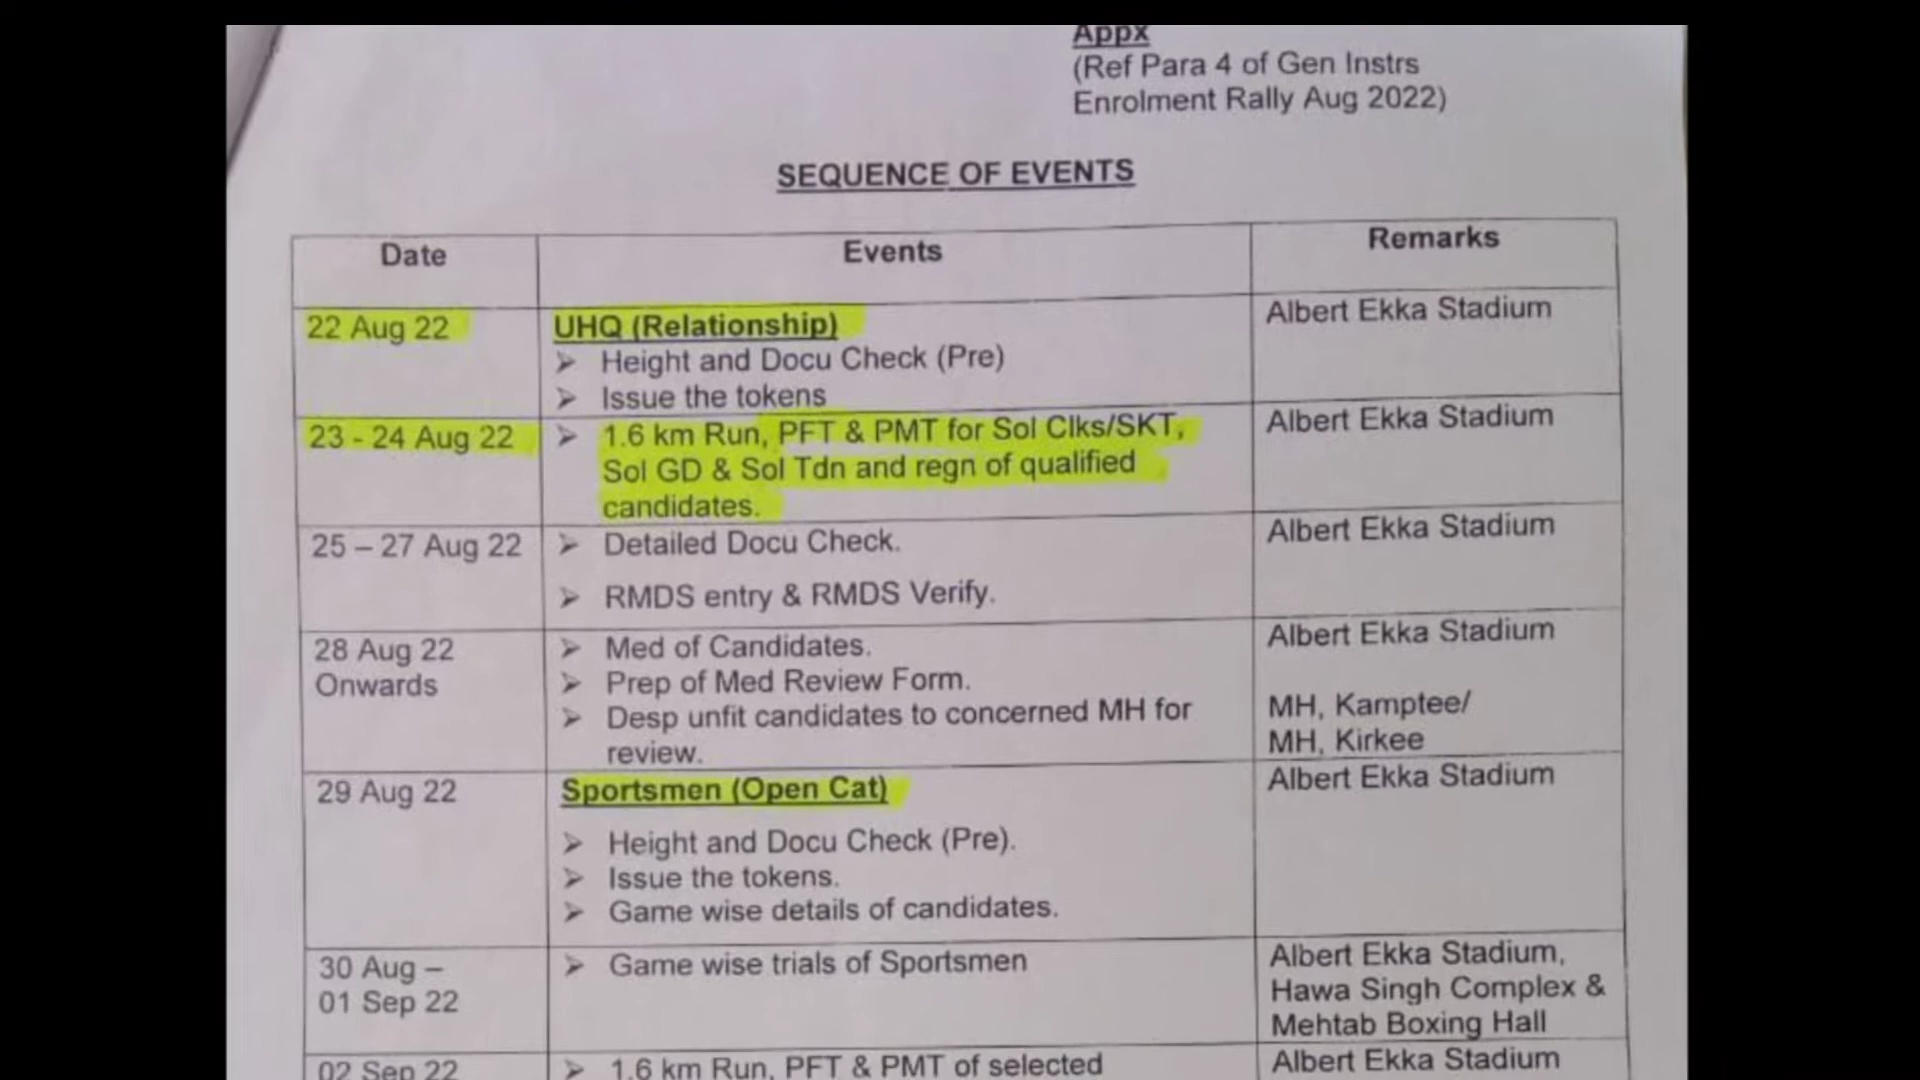 Appx
(Ref Para 4 of Gen Instrs
Enrolment Rally Aug 2022)
SEQUENCE OF EVENTS
Date Events Remarks
22 Aug 22 UHQ (Relationship) Albert Ekka Stadium
➢ Height and Docu Check (Pre)
➢ Issue the tokens
23 - 24 Aug 22 ➢ 1.6 km Run, PFT & PMT for Sol Clks/SKT, Albert Ekka Stadium
Sol GD & Sol Tdn and regn of qualified
candidates.
25 – 27 Aug 22 ➢ Detailed Docu Check. Albert Ekka Stadium
➢ RMDS entry & RMDS Verify.
28 Aug 22 ➢ Med of Candidates. Albert Ekka Stadium
Onwards ➢ Prep of Med Review Form.
➢ Desp unfit candidates to concerned MH for MH, Kamptee/
review. MH, Kirkee
29 Aug 22 Sportsmen (Open Cat) Albert Ekka Stadium
➢ Height and Docu Check (Pre).
➢ Issue the tokens.
➢ Game wise details of candidates.
30 Aug – ➢ Game wise trials of Sportsmen Albert Ekka Stadium,
01 Sep 22 Hawa Singh Complex &
Mehtab Boxing Hall
02 Sep 22 ➢ 1.6 km Run, PFT & PMT of selected Albert Ekka Stadium